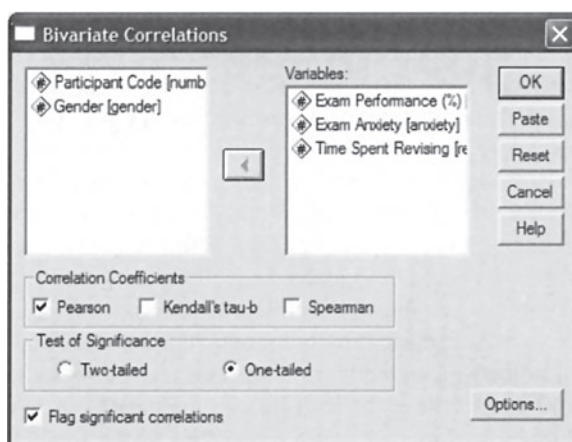 Bivariate Correlations
Participant Code [numb
Gender [gender]
Variables:
Exam Performance (%)
Exam Anxiety [anxiety]
Time Spent Revising [re
OK
Paste
Reset
Cancel
Help
Correlation Coefficients
Pearson Kendall's tau-b Spearman
Test of Significance
Two-tailed One-tailed
Flag significant correlations
Options...